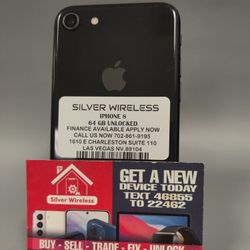 SILVER WIRELESS
IPHONE 8
64 GB UNLOCKED
FINANCE AVAILABLE APPLY NOW
CALL US NOW 702-861-9195
1610 E CHARLESTON SUITE 110
LAS VEGAS NV, 89104
Silver Wireless
GET A NEW
DEVICE TODAY
TEXT 46855
TO 22462
BUY - SELL - TRADE - FIX - UNLOCK